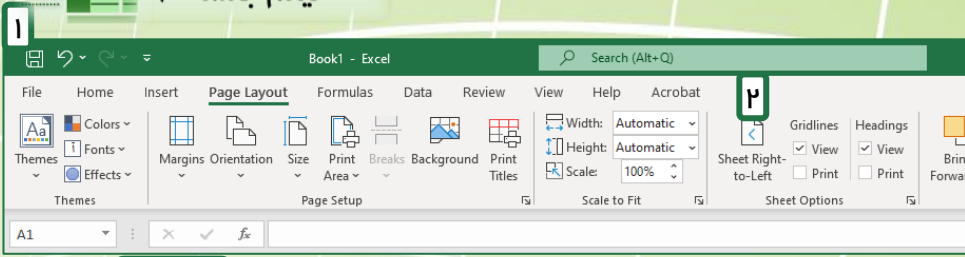 ۱
Book1 - Excel
Search (Alt+Q)
File Home Insert Page Layout Formulas Data Review View Help Acrobat
۲
Themes
Colors
Fonts
Effects
Themes
Margins
Orientation
Size
Print Area
Breaks
Background
Print Titles
Page Setup
Width: Automatic
Height: Automatic
Scale: 100%
Scale to Fit
Sheet Right-to-Left
Gridlines
View
Print
Headings
View
Print
Sheet Options
A1
fx